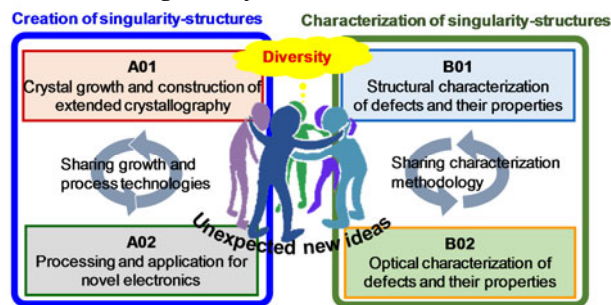 Creation of singularity-structures
Characterization of singularity-structures
Diversity
A01
Crystal growth and construction of
extended crystallography
B01
Structural characterization
of defects and their properties
Sharing growth and
process technologies
Sharing characterization
methodology
Unexpected new ideas
A02
Processing and application for
novel electronics
B02
Optical characterization of
defects and their properties